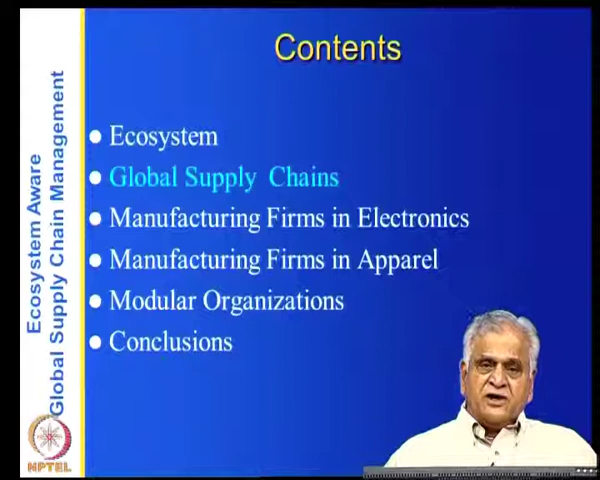 Contents
Ecosystem
Global Supply Chains
Manufacturing Firms in Electronics
Manufacturing Firms in Apparel
Modular Organizations
Conclusions
Ecosystem Aware
Global Supply Chain Management
NPTEL